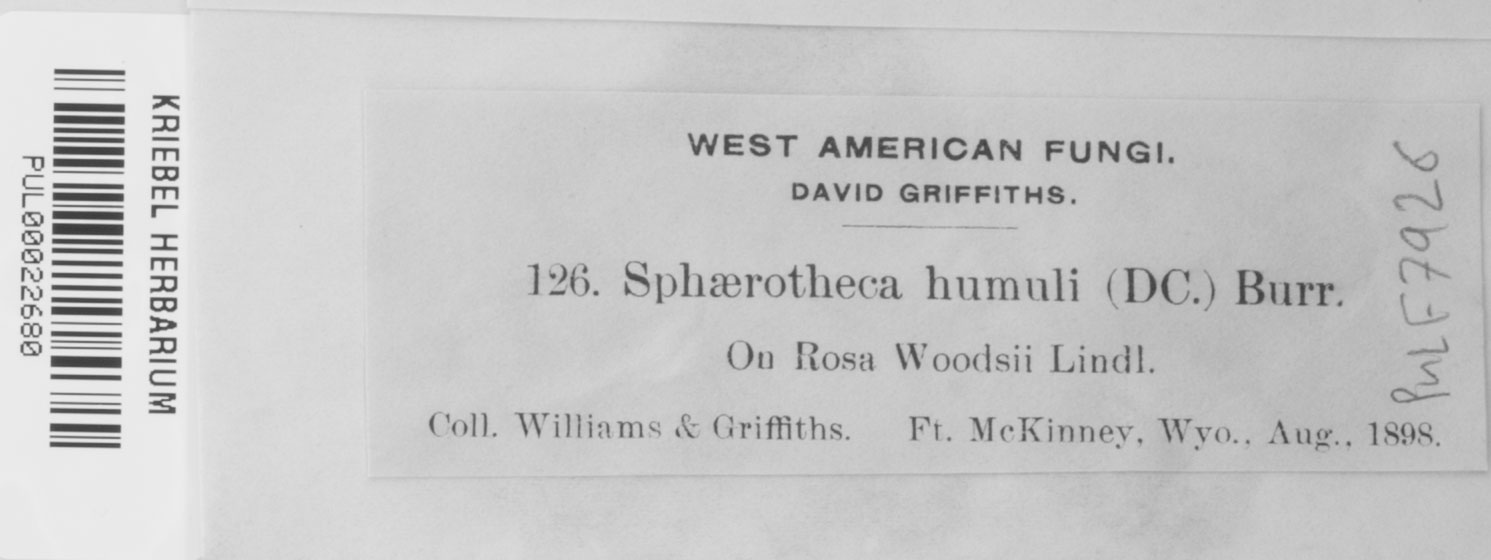 KRIEBEL HERBARIUM
PUL00022680
WEST AMERICAN FUNGI.
DAVID GRIFFITHS.
126. Sphærotheca humuli (DC.) Burr.
On Rosa Woodsii Lindl.
Coll. Williams & Griffiths. Ft. McKinney, Wyo., Aug., 1898.
PUL F7926